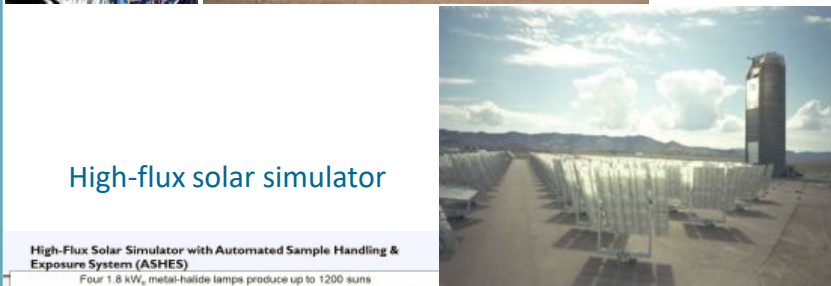 High-flux solar simulator
High-Flux Solar Simulator with Automated Sample Handling &
Exposure System (ASHES)
Four 1.8 kWe metal-halide lamps produce up to 1200 suns